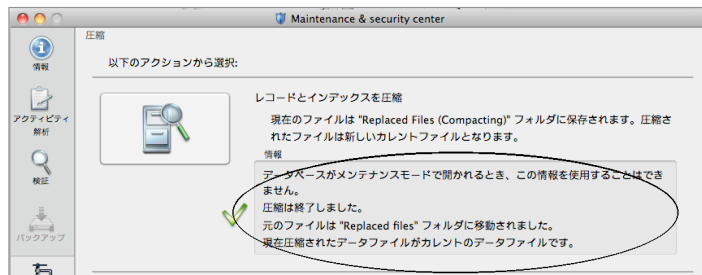 Maintenance & security center
圧縮
情報
以下のアクションから選択:
アクティビティ
解析
検証
バックアップ
レコードとインデックスを圧縮
現在のファイルは "Replaced Files (Compacting)" フォルダに保存されます。圧縮さ
れたファイルは新しいカレントファイルとなります。
情報
データベースがメンテナンスモードで開かれるとき、この情報を使用することはでき
ません。
圧縮は終了しました。
元のファイルは "Replaced files" フォルダに移動されました。
現在圧縮されたデータファイルがカレントのデータファイルです。